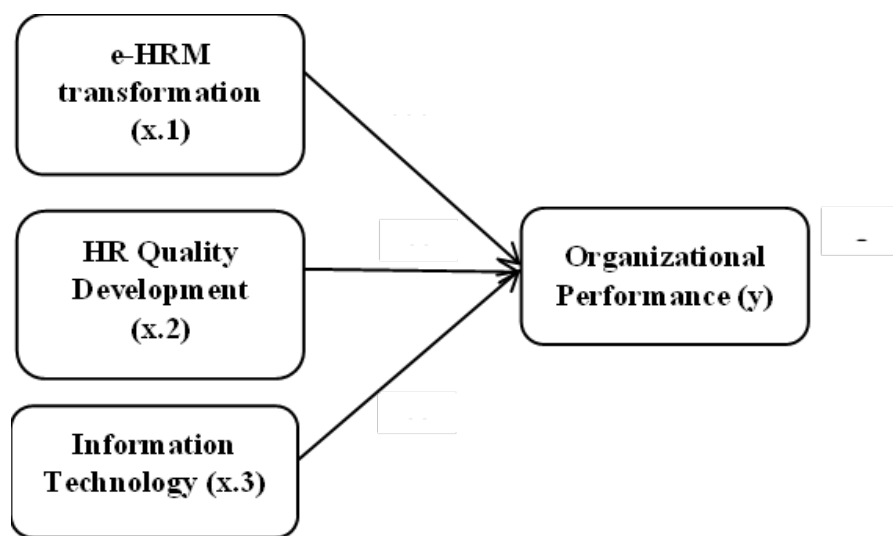 e-HRM
transformation
(x.1)
HR Quality
Development
(x.2)
Information
Technology (x.3)
Organizational
Performance (y)